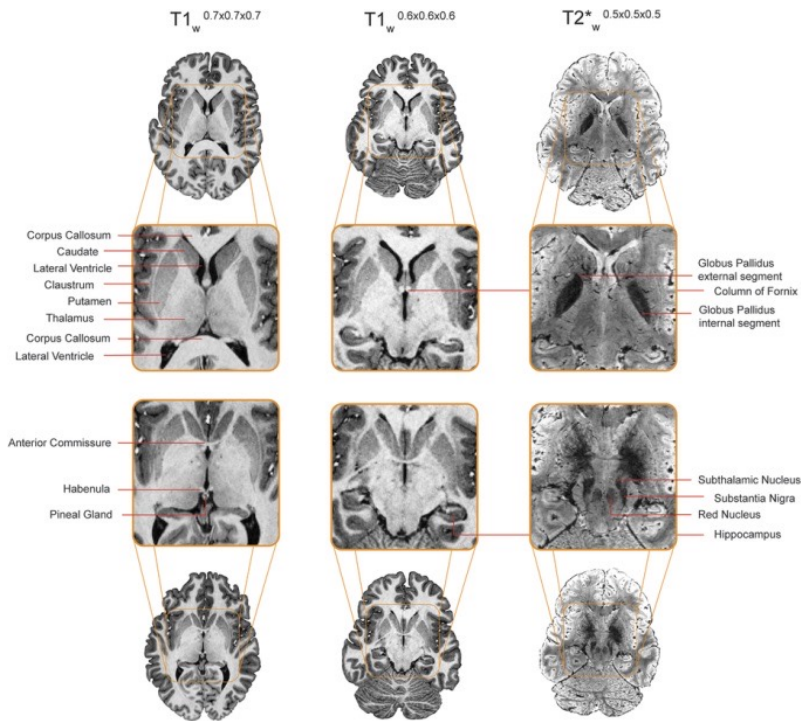 T1w 0.7x0.7x0.7
T1w 0.6x0.6x0.6
T2*w 0.5x0.5x0.5
Corpus Callosum
Caudate
Lateral Ventricle
Claustrum
Putamen
Thalamus
Corpus Callosum
Lateral Ventricle
Globus Pallidus
external segment
Column of Fornix
Globus Pallidus
internal segment
Anterior Commissure
Habenula
Pineal Gland
Subthalamic Nucleus
Substantia Nigra
Red Nucleus
Hippocampus